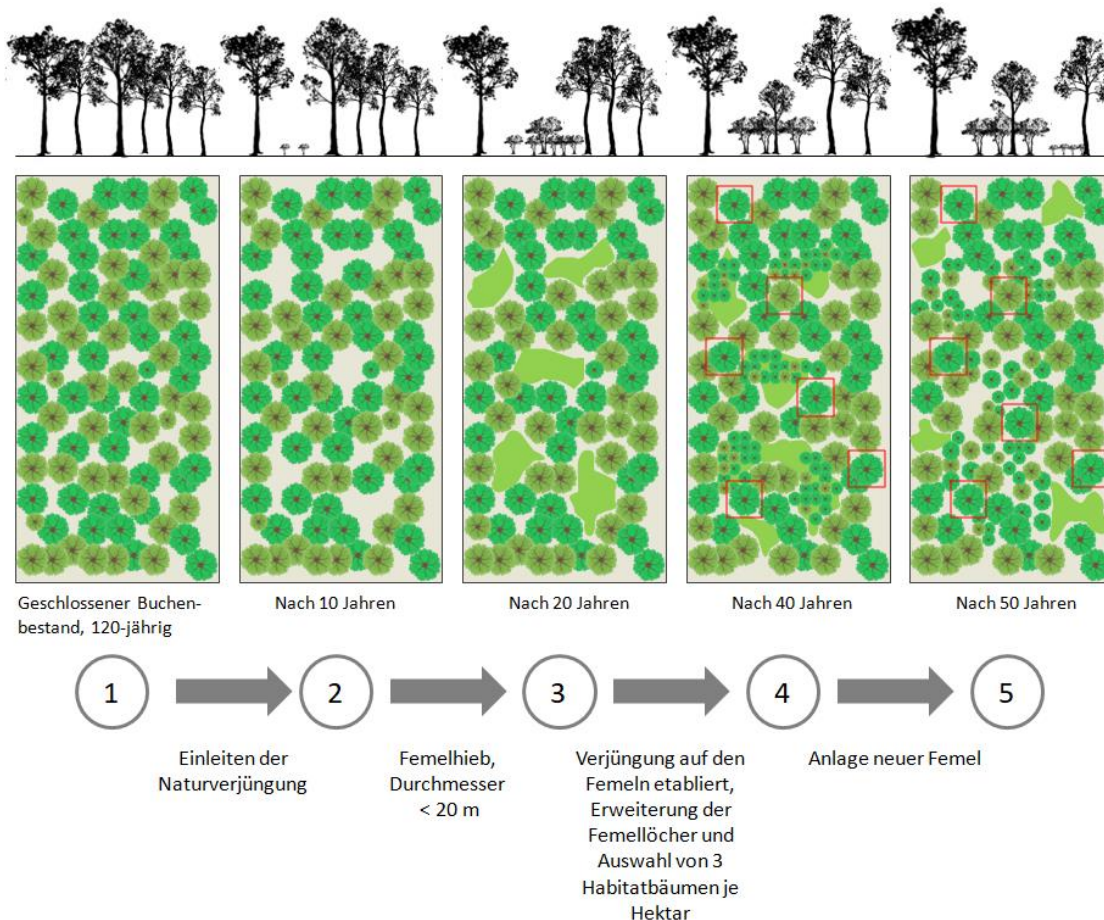 Geschlossener Buchen-
bestand, 120-jährig
Nach 10 Jahren
Nach 20 Jahren
Nach 40 Jahren
Nach 50 Jahren
1
2
3
4
5
Einleiten der
Naturverjüngung
Femelhieb,
Durchmesser
< 20 m
Verjüngung auf den
Femeln etabliert,
Erweiterung der
Femellöcher und
Auswahl von 3
Habitatbäumen je
Hektar
Anlage neuer Femel